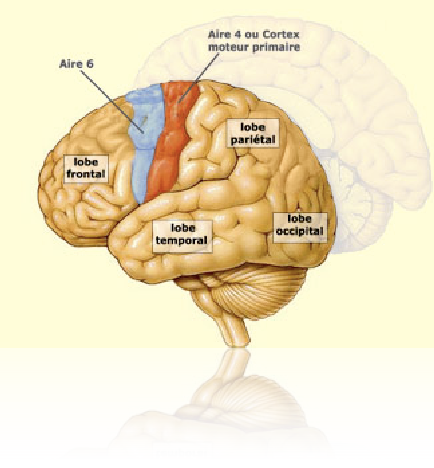 Aire 4 ou Cortex
moteur primaire
Aire 6
lobe
pariétal
lobe
frontal
lobe
occipital
lobe
temporal